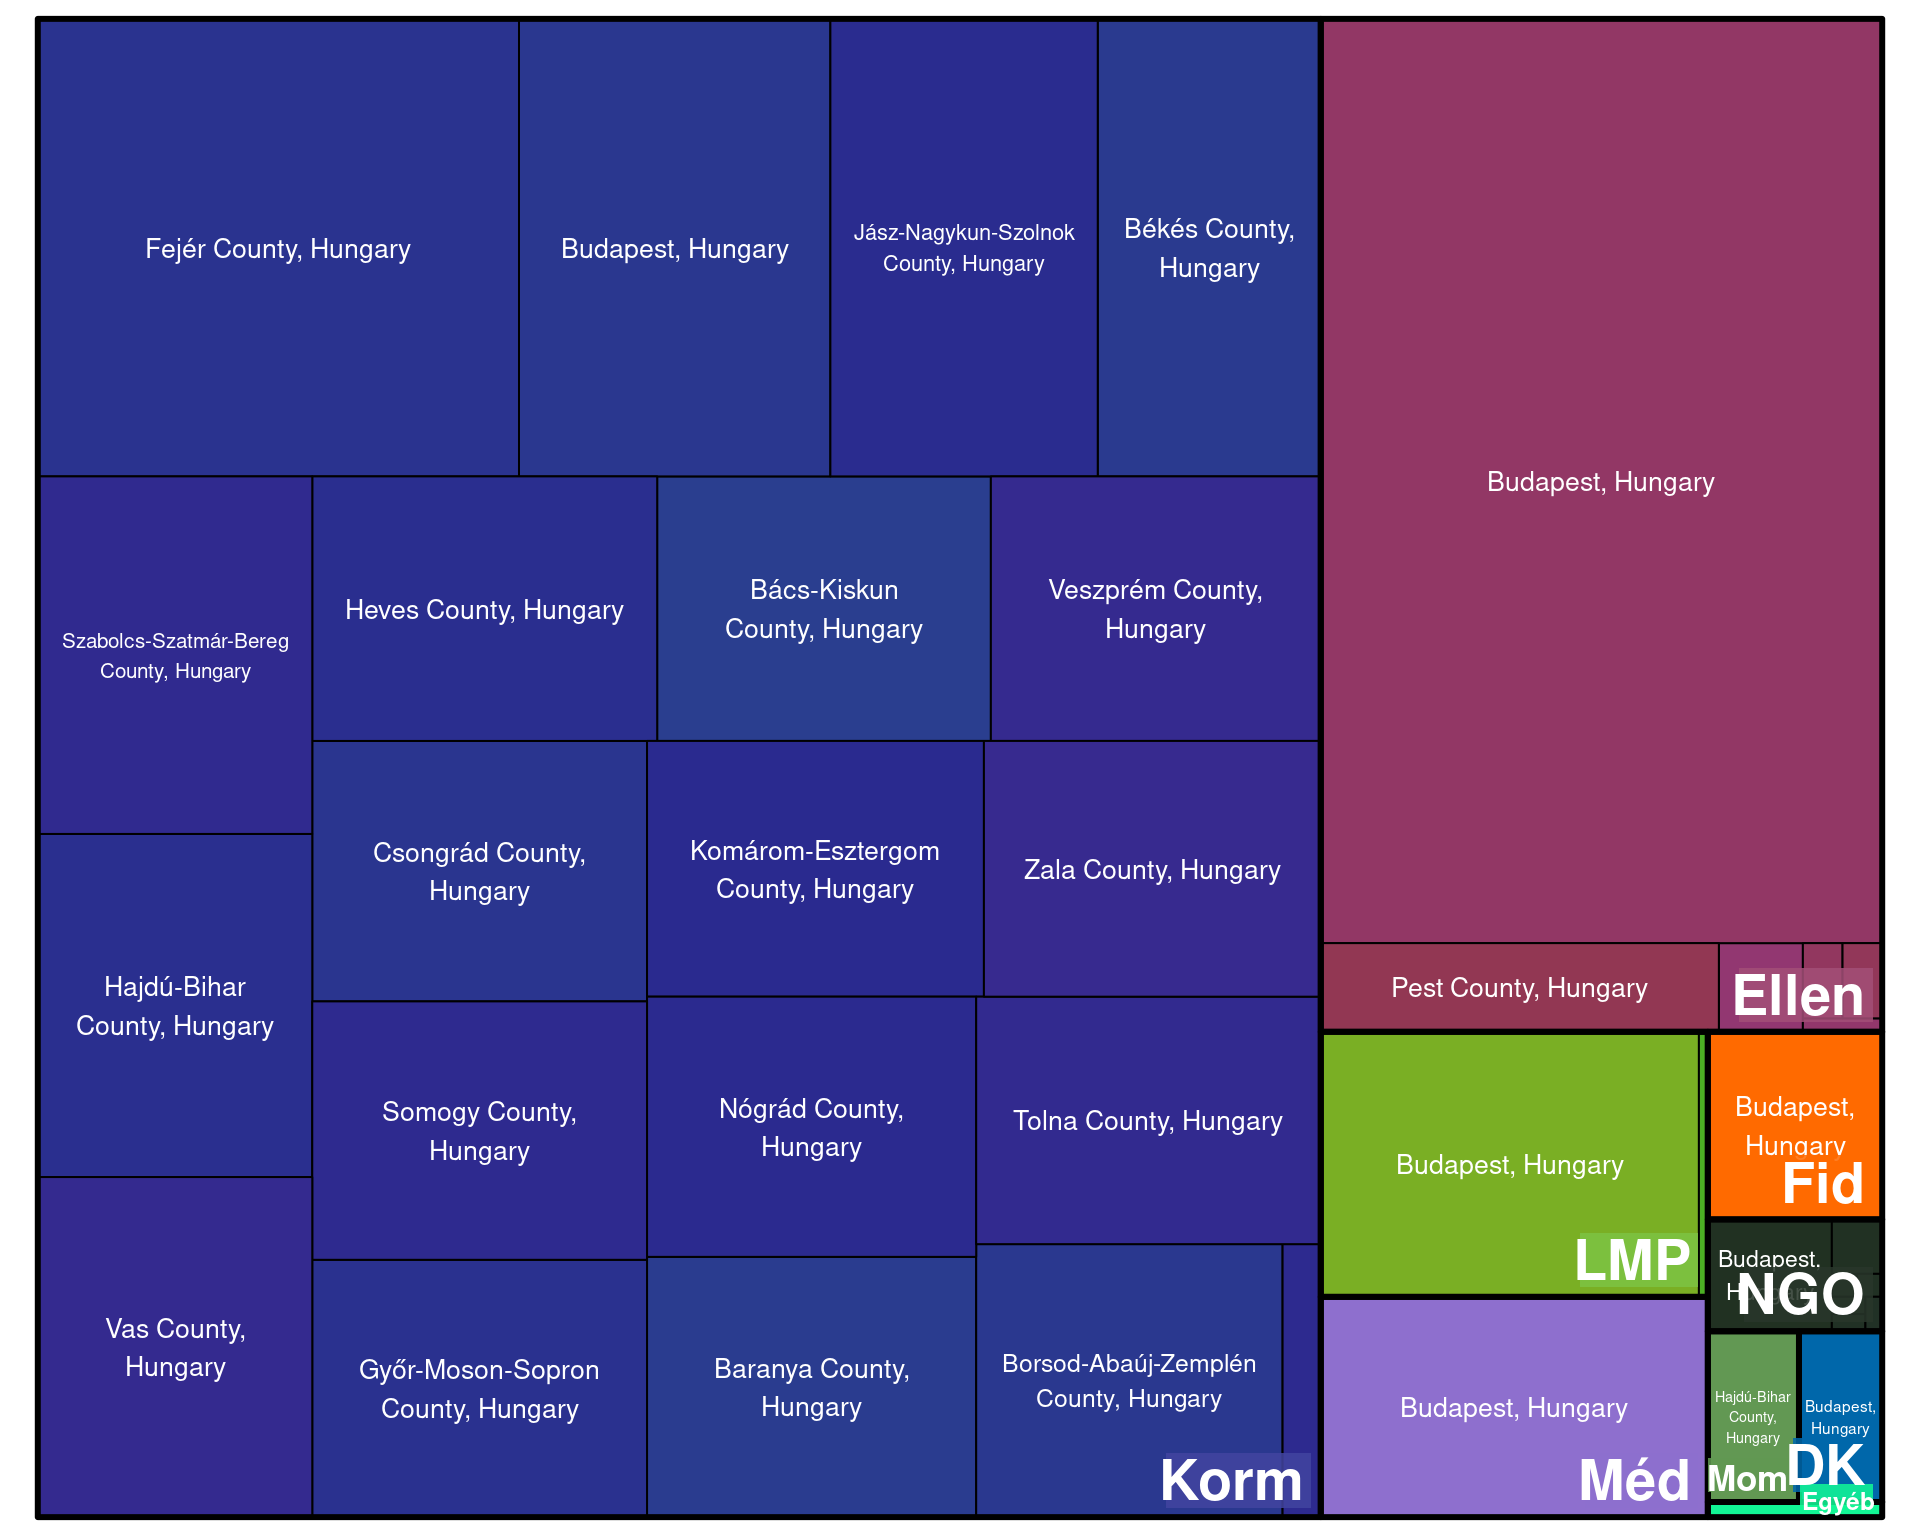 Fejér County, Hungary
Budapest, Hungary
Jász-Nagykun-Szolnok
County, Hungary
Békés County,
Hungary
Szabolcs-Szatmár-Bereg
County, Hungary
Heves County, Hungary
Bács-Kiskun
County, Hungary
Veszprém County,
Hungary
Hajdú-Bihar
County, Hungary
Csongrád County,
Hungary
Komárom-Esztergom
County, Hungary
Zala County, Hungary
Vas County,
Hungary
Somogy County,
Hungary
Nógrád County,
Hungary
Tolna County, Hungary
Győr-Moson-Sopron
County, Hungary
Baranya County,
Hungary
Borsod-Abaúj-Zemplén
County, Hungary
Korm
Budapest, Hungary
Pest County, Hungary
Ellen
Budapest, Hungary
LMP
Budapest,
Hungary
Fid
Budapest,
NGO
Budapest, Hungary
Méd
Hajdú-Bihar
County,
Hungary
Mom
Budapest,
Hungary
DK
Egyéb